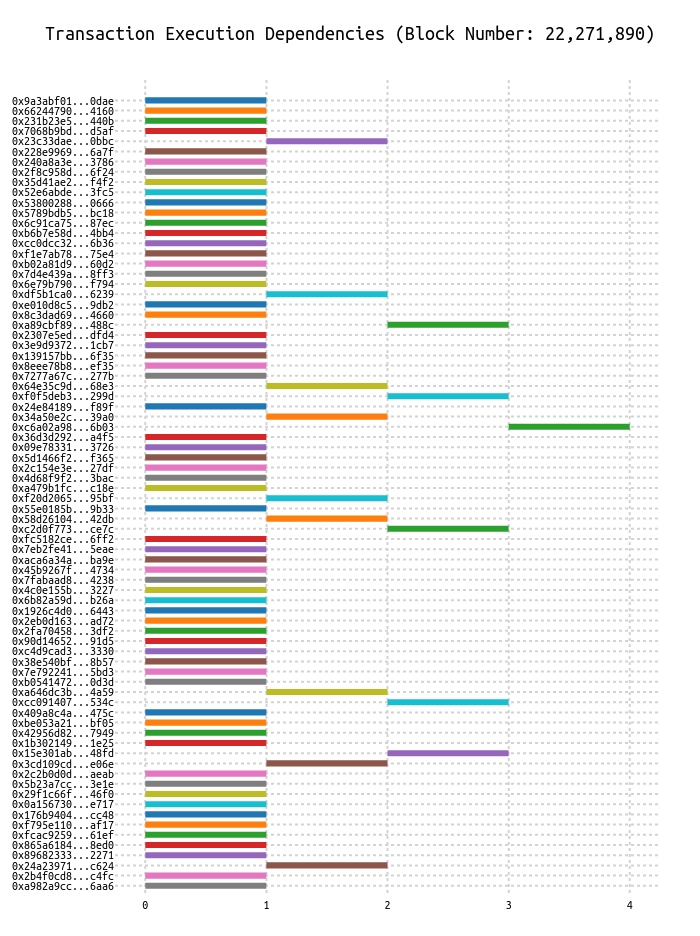 Transaction Execution Dependencies (Block Number: 22,271,890)
0x9a3abf01...0dae
0x66244790...4160
0x231b23e5...440b
0x7068b9bd...d5af
0x23c33dae...0bbc
0x228e9969...6a7f
0x240a8a3e...3786
0x2f8c958d...6f24
0x35d41ae2...f4f2
0x52e6abde...3fc5
0x53800288...0666
0x5789bdb5...bc18
0x6c91ca75...87ec
0xb6b7e58d...4bb4
0xcc0dcc32...6b36
0xf1e7ab78...75e4
0xb02a81d9...60d2
0x7d4e439a...8ff3
0x6e79b790...f794
0xdf5b1ca0...6239
0xe010d8c5...9db2
0x8c3dad69...4660
0xa89cbf89...488c
0x2307e5ed...dfd4
0x3e9d9372...1cb7
0x139157bb...6f35
0x8eee78b8...ef35
0x7277a67c...277b
0x64e35c9d...68e3
0xf0f5deb3...299d
0x24e84189...f89f
0x34a50e2c...39a0
0xc6a02a98...6b03
0x36d3d292...a4f5
0x09e78331...3726
0x5d1466f2...f365
0x2c154e3e...27df
0x4d68f9f2...3bac
0xa479b1fc...c18e
0xf20d2065...95bf
0x55e0185b...9b33
0x58d26104...42db
0xc2d0f773...ce7c
0xfc5182ce...6ff2
0x7eb2fe41...5eae
0xaca6a34a...ba9e
0x45b9267f...4734
0x7fabaad8...4238
0x4c0e155b...3227
0x6b82a59d...b26a
0x1926c4d0...6443
0x2eb0d163...ad72
0x2fa70458...3df2
0x90d14652...91d5
0xc4d9cad3...3330
0x38e540bf...8b57
0x7e792241...5bd3
0xb0541472...0d3d
0xa646dc3b...4a59
0xcc091407...534c
0x409a8c4a...475c
0xbe053a21...bf05
0x42956d82...7949
0x1b302149...1e25
0x15e301ab...48fd
0x3cd109cd...e06e
0x2c2b0d0d...aeab
0x5b23a7cc...3e1e
0x29f1c66f...46f0
0x0a156730...e717
0x176b9404...cc48
0xf795e110...af17
0xfcac9259...61ef
0x865a6184...8ed0
0x89682333...2271
0x24a23971...c624
0x2b4f0cd8...c4fc
0xa982a9cc...6aa6
0 1 2 3 4